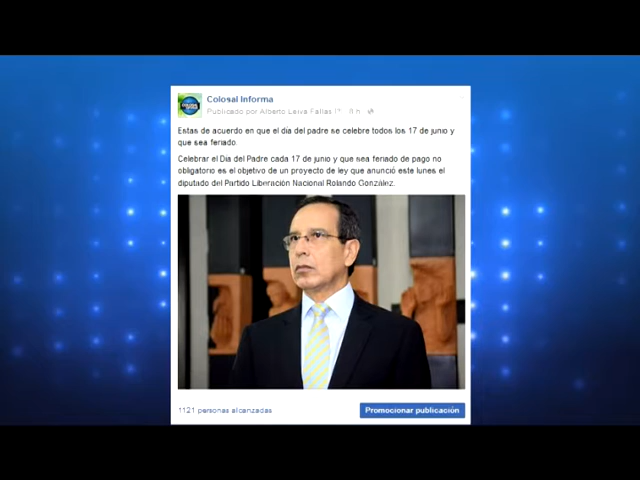 Colosal Informa
Publicado por Alberto Leiva Fallas
Estas de acuerdo en que el día del padre se celebre todos los 17 de junio y
que sea feriado
Celebrar el Día del Padre cada 17 de junio y que sea feriado de pago no
obligatorio es el objetivo de un proyecto de ley que anunció este lunes el
diputado del Partido Liberación Nacional Rolando González.
1121 personas alcanzadas
Promocionar publicación